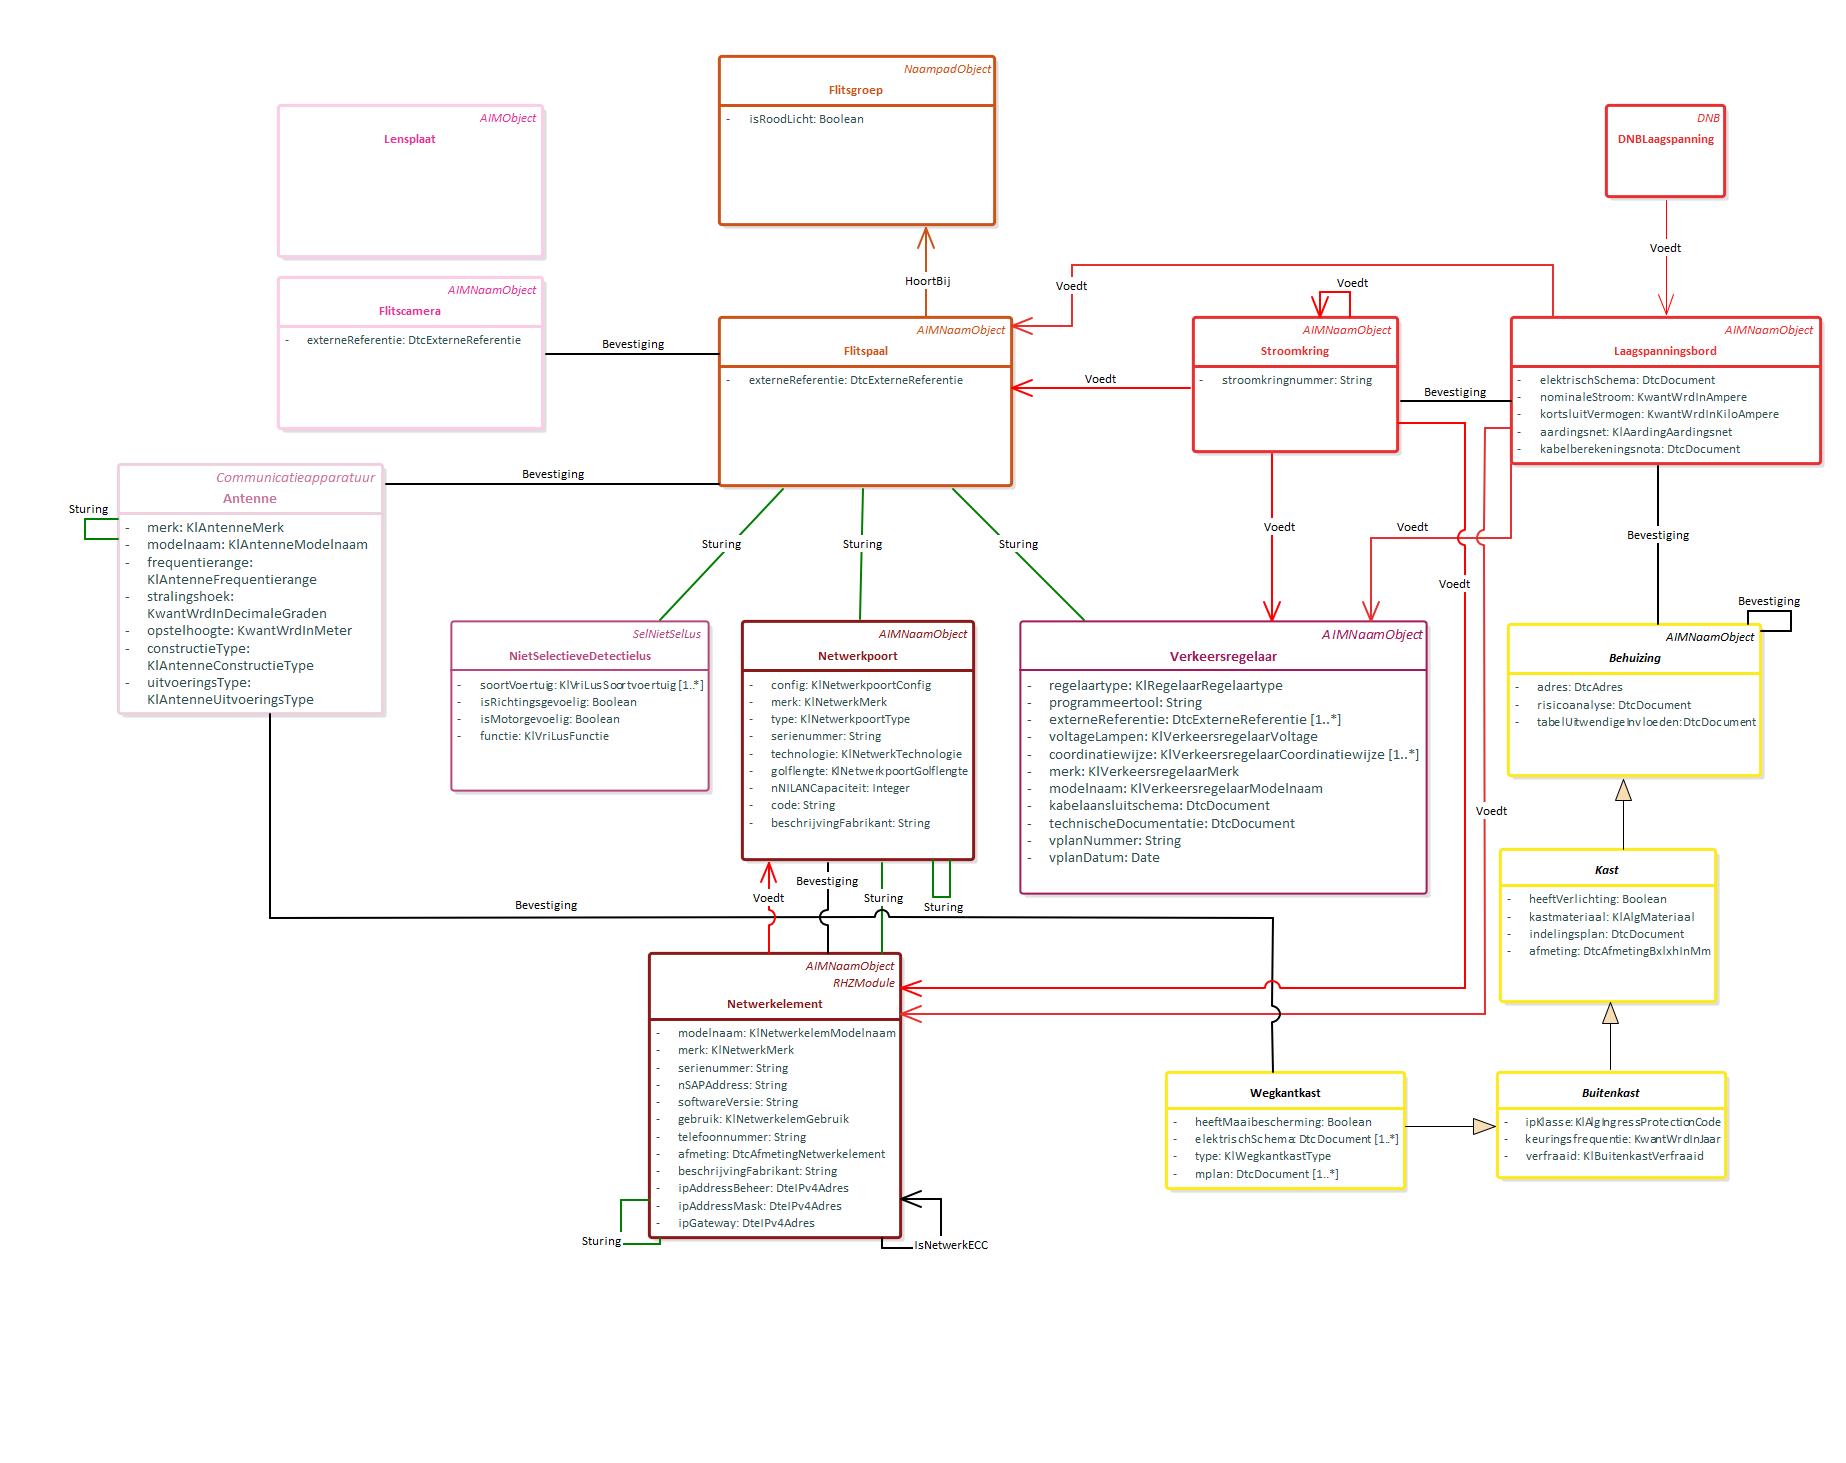 NaampadObject
Flitsgroep
- isRoodLicht: Boolean
AIMObject
Lensplaat
DNB
DNBLaagspanning
Voedt
HoortBij
Voedt
Voedt
AIMNaamObject
Flitscamera
- externeReferentie: DtcExterneReferentie
Bevestiging
AIMNaamObject
Flitspaal
- externeReferentie: DtcExterneReferentie
Voedt
AIMNaamObject
Stroomkring
- stroomkringnummer: String
Bevestiging
AIMNaamObject
Laagspanningsbord
- elektrischSchema: DtcDocument
- nominaleStroom: KwantWrdInAmpere
- kortsluitVermogen: KwantWrdInKiloAmpere
- aardingsnet: KlAardingAardingsnet
- kabelberekeningsnota: DtcDocument
Communicatieapparatuur
Antenne
- merk: KlAntenneMerk
- modelnaam: KlAntenneModelnaam
- frequentierange:
KlAntenneFrequentierange
- stralingshoek:
KwantWrdInDecimaleGraden
- opstelhoogte: KwantWrdInMeter
- constructieType:
KlAntenneConstructieType
- uitvoeringsType:
KlAntenneUitvoeringsType
Sturing
Bevestiging
Sturing
Sturing
Sturing
Voedt
Voedt
Voedt
Bevestiging
Bevestiging
SelNietSelLus
NietSelectieveDetectielus
- soortVoertuig: KlVriLusSoortvoertuig [1..*]
- isRichtingsgevoelig: Boolean
- isMotorgevoelig: Boolean
- functie: KlVriLusFunctie
AIMNaamObject
Netwerkpoort
- config: KlNetwerkpoortConfig
- merk: KlNetwerkMerk
- type: KlNetwerkpoortType
- serienummer: String
- technologie: KlNetwerkTechnologie
- golflengte: KlNetwerkpoortGolflengte
- nNILANCapaciteit: Integer
- code: String
- beschrijvingFabrikant: String
AIMNaamObject
Verkeersregelaar
- regelaartype: KlRegelaarRegelaartype
- programmeertool: String
- externeReferentie: DtcExterneReferentie [1..*]
- voltageLampen: KlVerkeersregelaarVoltage
- coordinatiewijze: KlVerkeersregelaarCoordinatiewijze [1..*]
- merk: KlVerkeersregelaarMerk
- modelnaam: KlVerkeersregelaarModelnaam
- kabelaansluitschema: DtcDocument
- technischeDocumentatie: DtcDocument
- vplanNummer: String
- vplanDatum: Date
AIMNaamObject
Behuizing
- adres: DtcAdres
- risicoanalyse: DtcDocument
- tabelUitwendigeInvloeden: DtcDocument
Voedt
Kast
- heeftVerlichting: Boolean
- kastmateriaal: KlAlgMateriaal
- indelingsplan: DtcDocument
- afmeting: DtcAfmetingBxlxhInMm
Voedt
Bevestiging
Sturing
Sturing
Bevestiging
AIMNaamObject
RHZModule
Netwerkelement
- modelnaam: KlNetwerkelemModelnaam
- merk: KlNetwerkMerk
- serienummer: String
- nSAPAddress: String
- softwareVersie: String
- gebruik: KlNetwerkelemGebruik
- telefoonnummer: String
- afmeting: DtcAfmetingNetwerkelement
- beschrijvingFabrikant: String
- ipAddressBeheer: DteIPv4Adres
- ipAddressMask: DteIPv4Adres
- ipGateway: DteIPv4Adres
Sturing
IsNetwerkECC
Wegkantkast
- heeftMaaibescherming: Boolean
- elektrischSchema: DtcDocument [1..*]
- type: KlWegkantkastType
- mplan: DtcDocument [1..*]
Buitenkast
- ipKlasse: KlAlgIngressProtectionCode
- keuringsfrequentie: KwantWrdInJaar
- verfraaid: KlBuitenkastVerfraaid